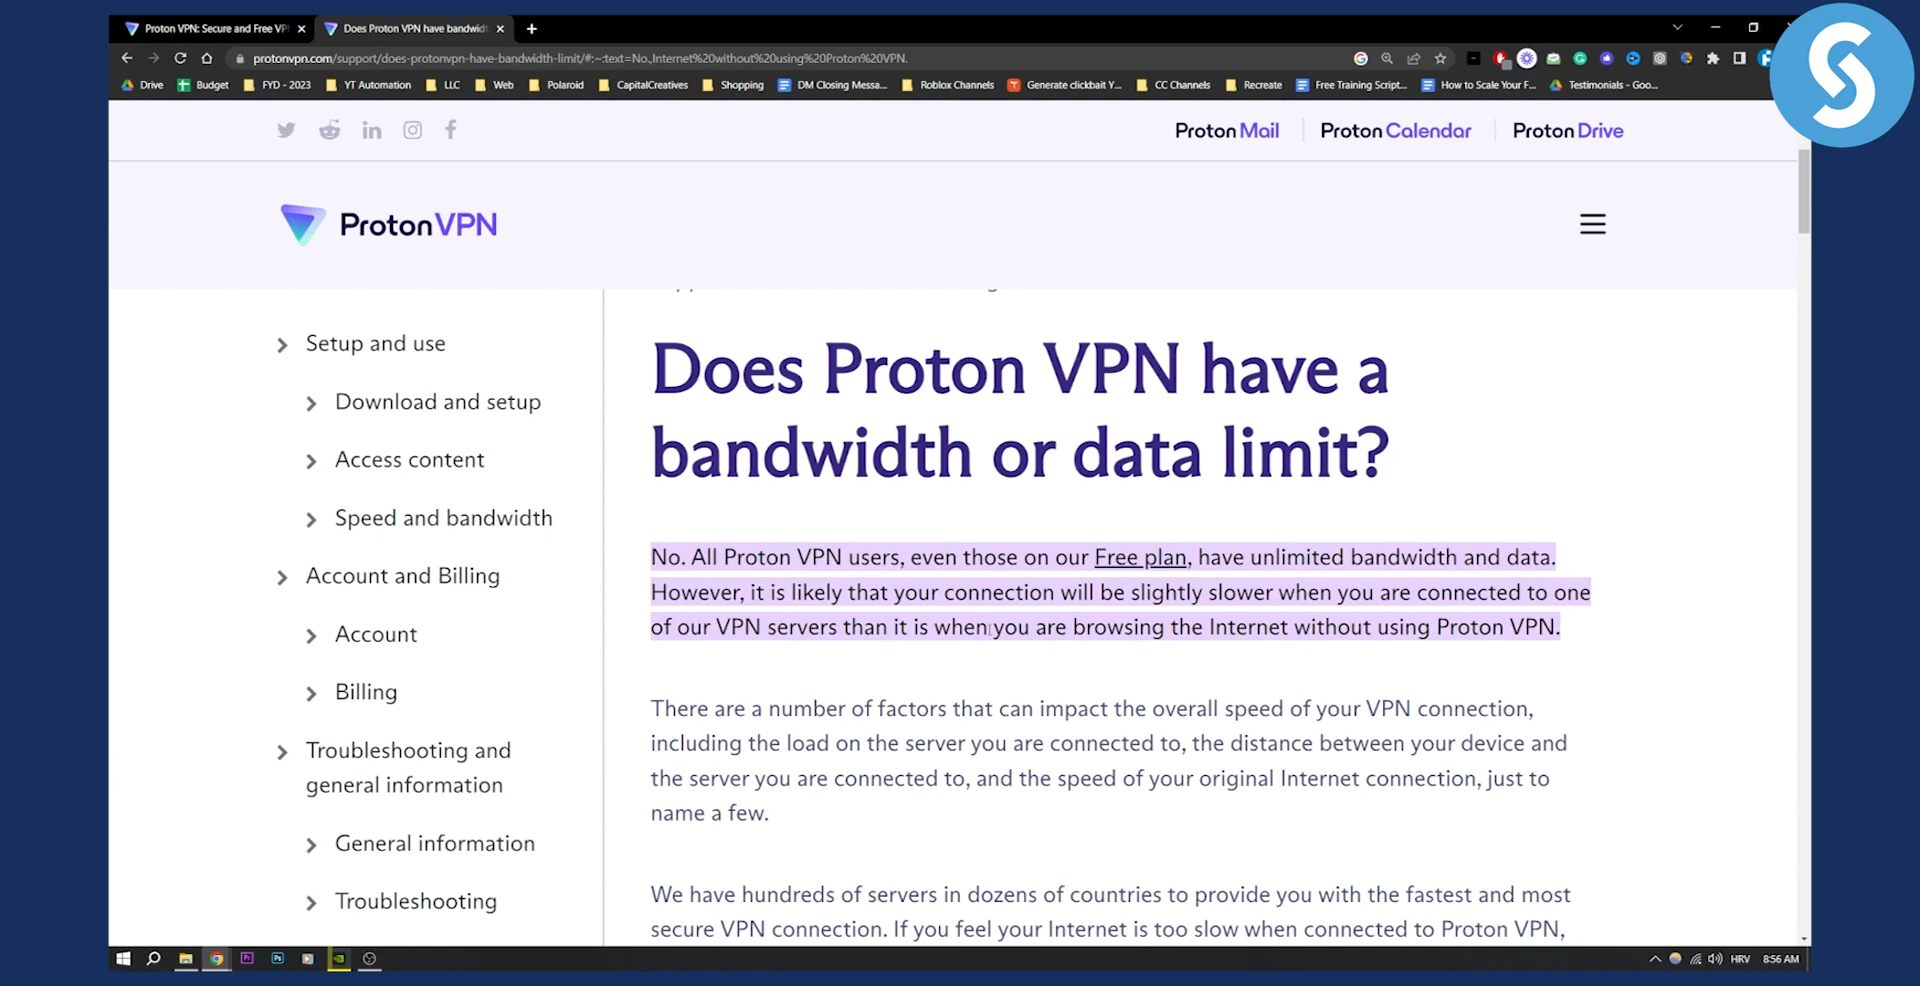 Proton VPN: Secure and Free VP
Does Proton VPN have bandwidt
protonvpn.com/support/does-protonvpn-have-bandwidth-limit/#:~:text=No.,Internet%20without%20using%20Proton%20VPN.
Drive Budget FYD - 2023 YT Automation LLC Web Polaroid CapitalCreatives Shopping DM Closing Messa... Roblox Channels Generate clickbait Y... CC Channels Recreate Free Training Script... How to Scale Your F... Testimonials - Goo...
Proton Mail Proton Calendar Proton Drive
ProtonVPN
Setup and use
Download and setup
Access content
Speed and bandwidth
Account and Billing
Account
Billing
Troubleshooting and
general information
General information
Troubleshooting
Does Proton VPN have a
bandwidth or data limit?
No. All Proton VPN users, even those on our Free plan, have unlimited bandwidth and data.
However, it is likely that your connection will be slightly slower when you are connected to one
of our VPN servers than it is when you are browsing the Internet without using Proton VPN.
There are a number of factors that can impact the overall speed of your VPN connection,
including the load on the server you are connected to, the distance between your device and
the server you are connected to, and the speed of your original Internet connection, just to
name a few.
We have hundreds of servers in dozens of countries to provide you with the fastest and most
secure VPN connection. If you feel your Internet is too slow when connected to Proton VPN,
HRV 8:56 AM